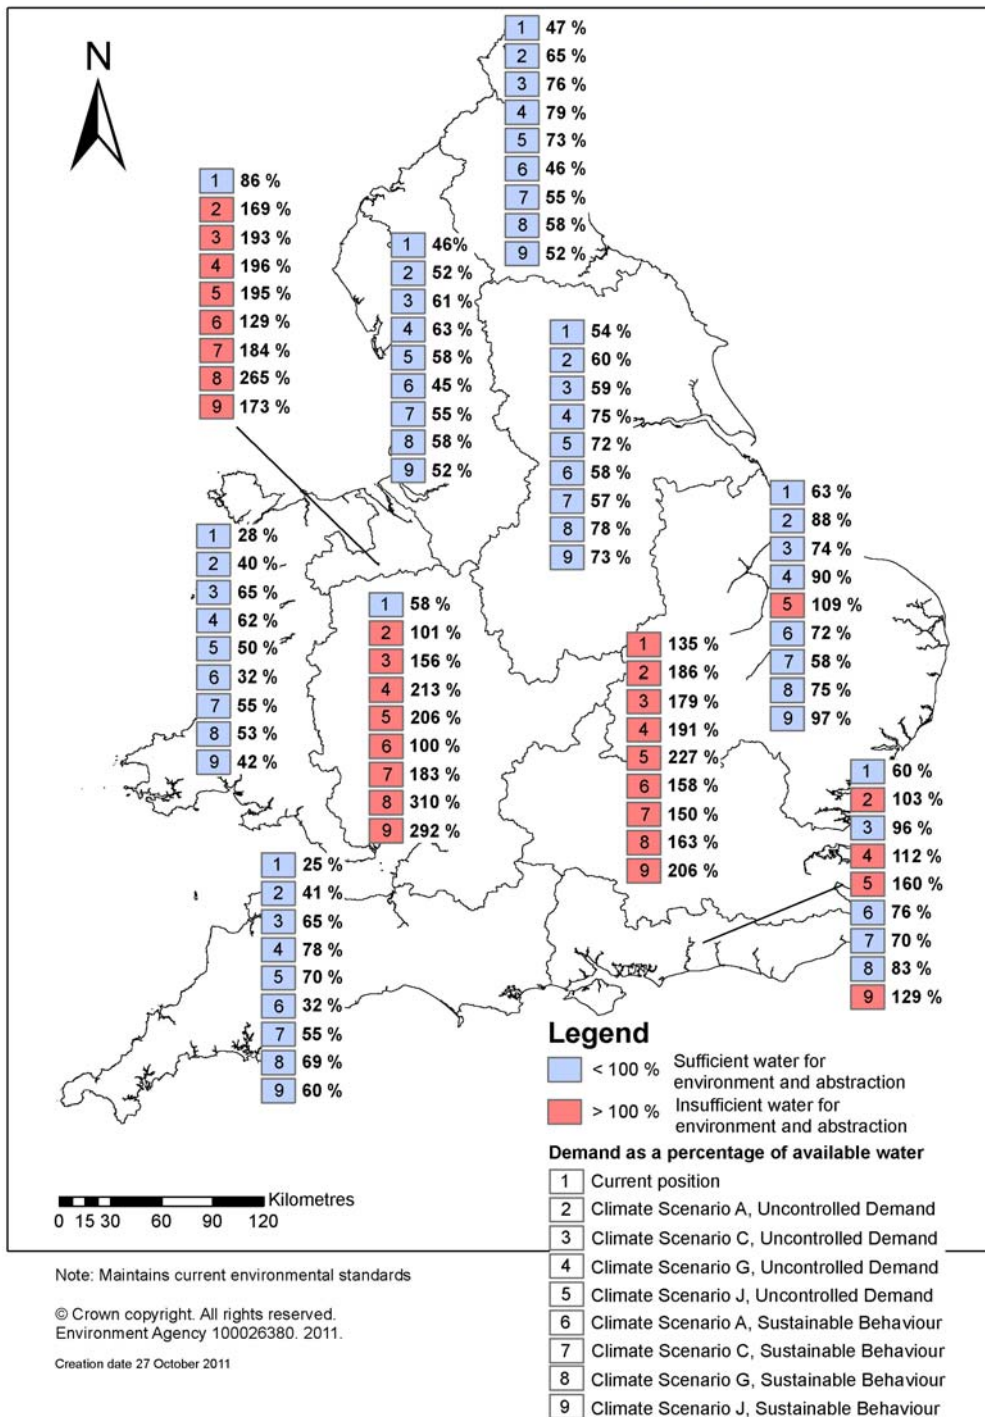 N
1 47 %
2 65 %
3 76 %
4 79 %
5 73 %
6 46 %
7 55 %
8 58 %
9 52 %
1 86 %
2 169 %
3 193 %
4 196 %
5 195 %
6 129 %
7 184 %
8 265 %
9 173 %
1 46%
2 52 %
3 61 %
4 63 %
5 58 %
6 45 %
7 55 %
8 58 %
9 52 %
1 54 %
2 60 %
3 59 %
4 75 %
5 72 %
6 58 %
7 57 %
8 78 %
9 73 %
1 63 %
2 88 %
3 74 %
4 90 %
5 109 %
6 72 %
7 58 %
8 75 %
9 97 %
1 28 %
2 40 %
3 65 %
4 62 %
5 50 %
6 32 %
7 55 %
8 53 %
9 42 %
1 58 %
2 101 %
3 156 %
4 213 %
5 206 %
6 100 %
7 183 %
8 310 %
9 292 %
1 135 %
2 186 %
3 179 %
4 191 %
5 227 %
6 158 %
7 150 %
8 163 %
9 206 %
1 60 %
2 103 %
3 96 %
4 112 %
5 160 %
6 76 %
7 70 %
8 83 %
9 129 %
1 25 %
2 41 %
3 65 %
4 78 %
5 70 %
6 32 %
7 55 %
8 69 %
9 60 %
Legend
< 100 % Sufficient water for
environment and abstraction
> 100 % Insufficient water for
environment and abstraction
Demand as a percentage of available water
1 Current position
2 Climate Scenario A, Uncontrolled Demand
3 Climate Scenario C, Uncontrolled Demand
4 Climate Scenario G, Uncontrolled Demand
5 Climate Scenario J, Uncontrolled Demand
6 Climate Scenario A, Sustainable Behaviour
7 Climate Scenario C, Sustainable Behaviour
8 Climate Scenario G, Sustainable Behaviour
9 Climate Scenario J, Sustainable Behaviour
Kilometres
0 15 30 60 90 120
Note: Maintains current environmental standards
© Crown copyright. All rights reserved.
Environment Agency 100026380. 2011.
Creation date 27 October 2011